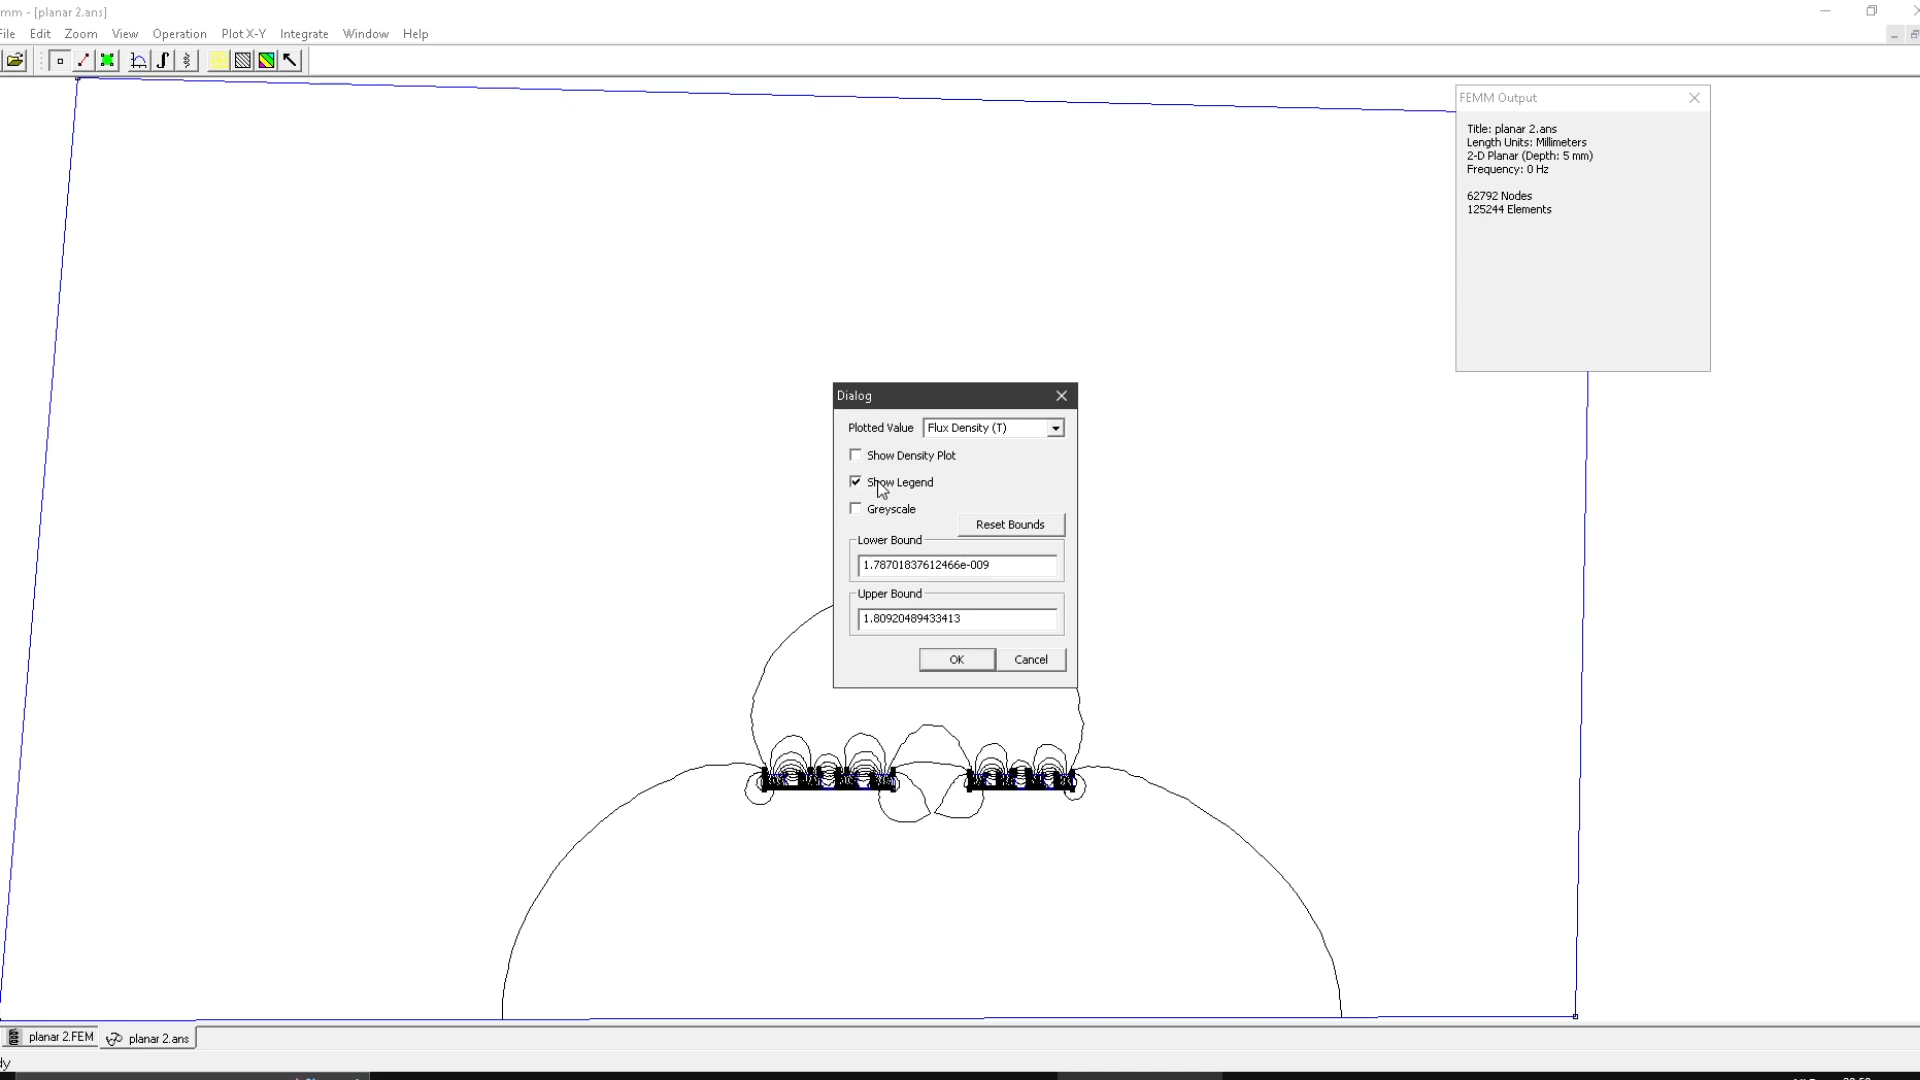 mm - [planar 2.ans]
File Edit Zoom View Operation Plot X-Y Integrate Window Help
FEMM Output
Title: planar 2.ans
Length Units: Millimeters
2-D Planar (Depth: 5 mm)
Frequency: 0 Hz
62792 Nodes
125244 Elements
Dialog
Plotted Value Flux Density (T)
Show Density Plot
Show Legend
Greyscale
Reset Bounds
Lower Bound
1.78701837612466e-009
Upper Bound
1.80920489433413
OK Cancel
planar 2.FEM planar 2.ans
dy